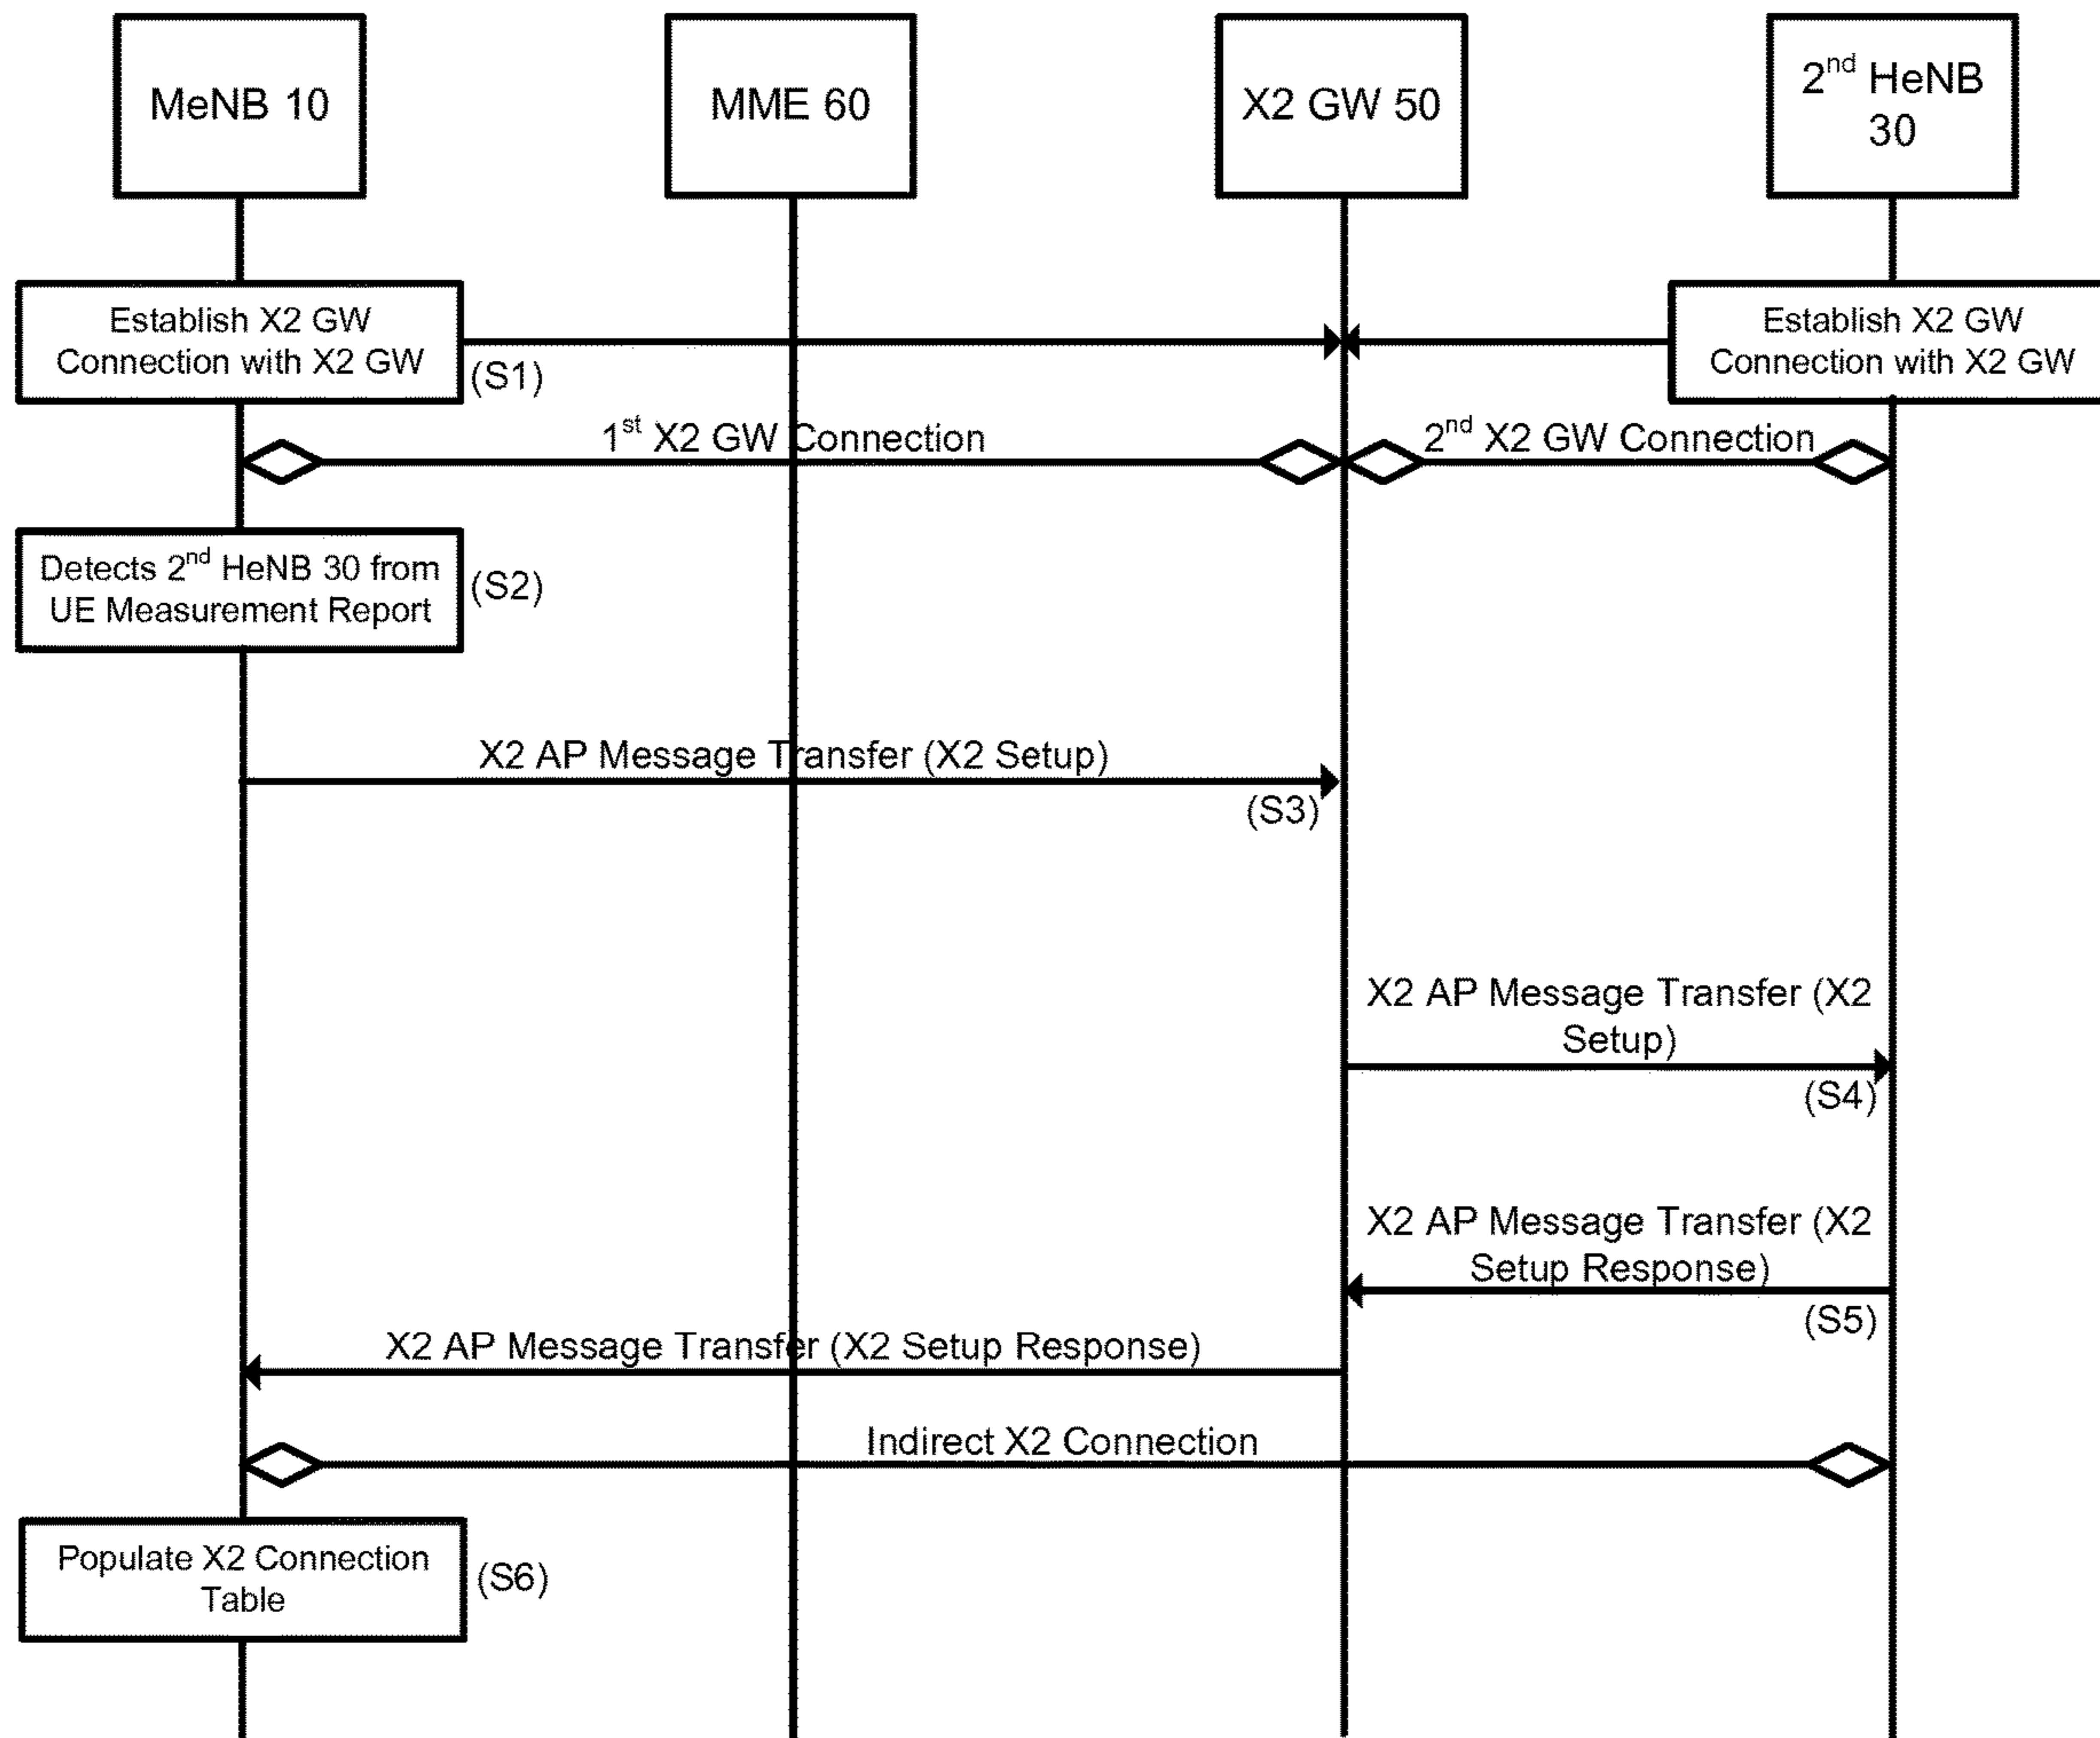 MeNB 10
MME 60
X2 GW 50
2nd HeNB
30
Establish X2 GW
Connection with X2 GW
(S1)
Establish X2 GW
Connection with X2 GW
1st X2 GW Connection
2nd X2 GW Connection
Detects 2nd HeNB 30 from
UE Measurement Report
(S2)
X2 AP Message Transfer (X2 Setup)
(S3)
X2 AP Message Transfer (X2
Setup)
(S4)
X2 AP Message Transfer (X2
Setup Response)
(S5)
X2 AP Message Transfer (X2 Setup Response)
Indirect X2 Connection
Populate X2 Connection
Table
(S6)